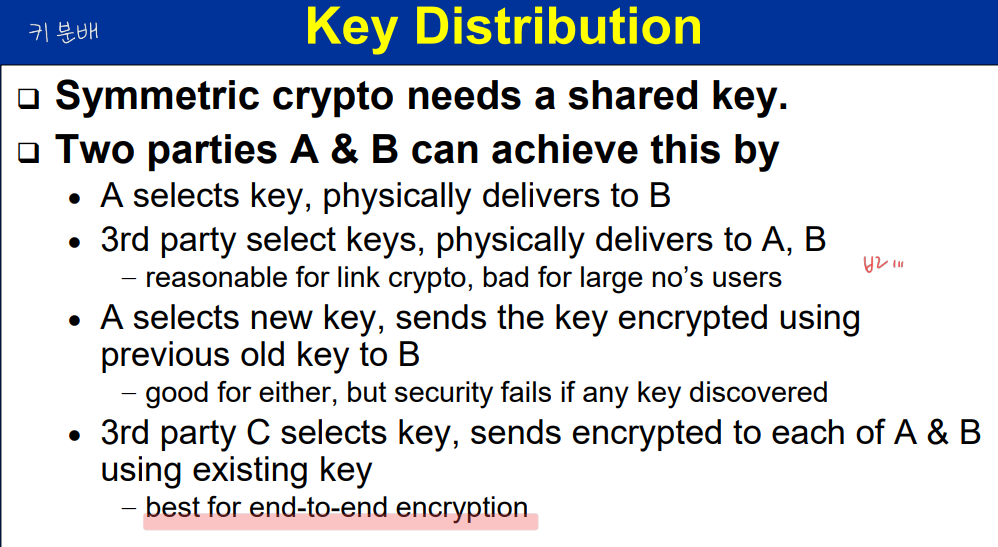 키 분배
Key Distribution
❑ Symmetric crypto needs a shared key.
❑ Two parties A & B can achieve this by
• A selects key, physically delivers to B
• 3rd party select keys, physically delivers to A, B
– reasonable for link crypto, bad for large no's users
• A selects new key, sends the key encrypted using
previous old key to B
– good for either, but security fails if any key discovered
• 3rd party C selects key, sends encrypted to each of A & B
using existing key
– best for end-to-end encryption